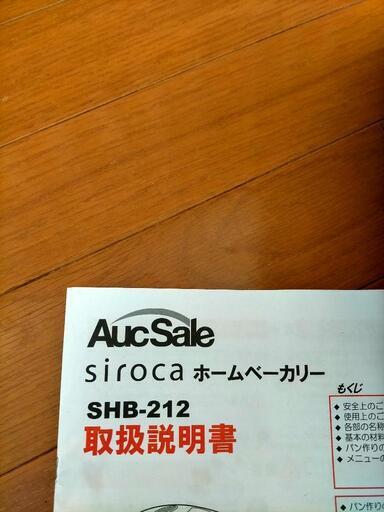 AucSale
siroca ホームベーカリー
SHB-212
取扱説明書
もくじ
◆ 安全上のご
◆ 使用上のご
◆ 各部の名称
◆ 基本の材料
◆ パン作りの
◆ メニューの
◆ パン作りの